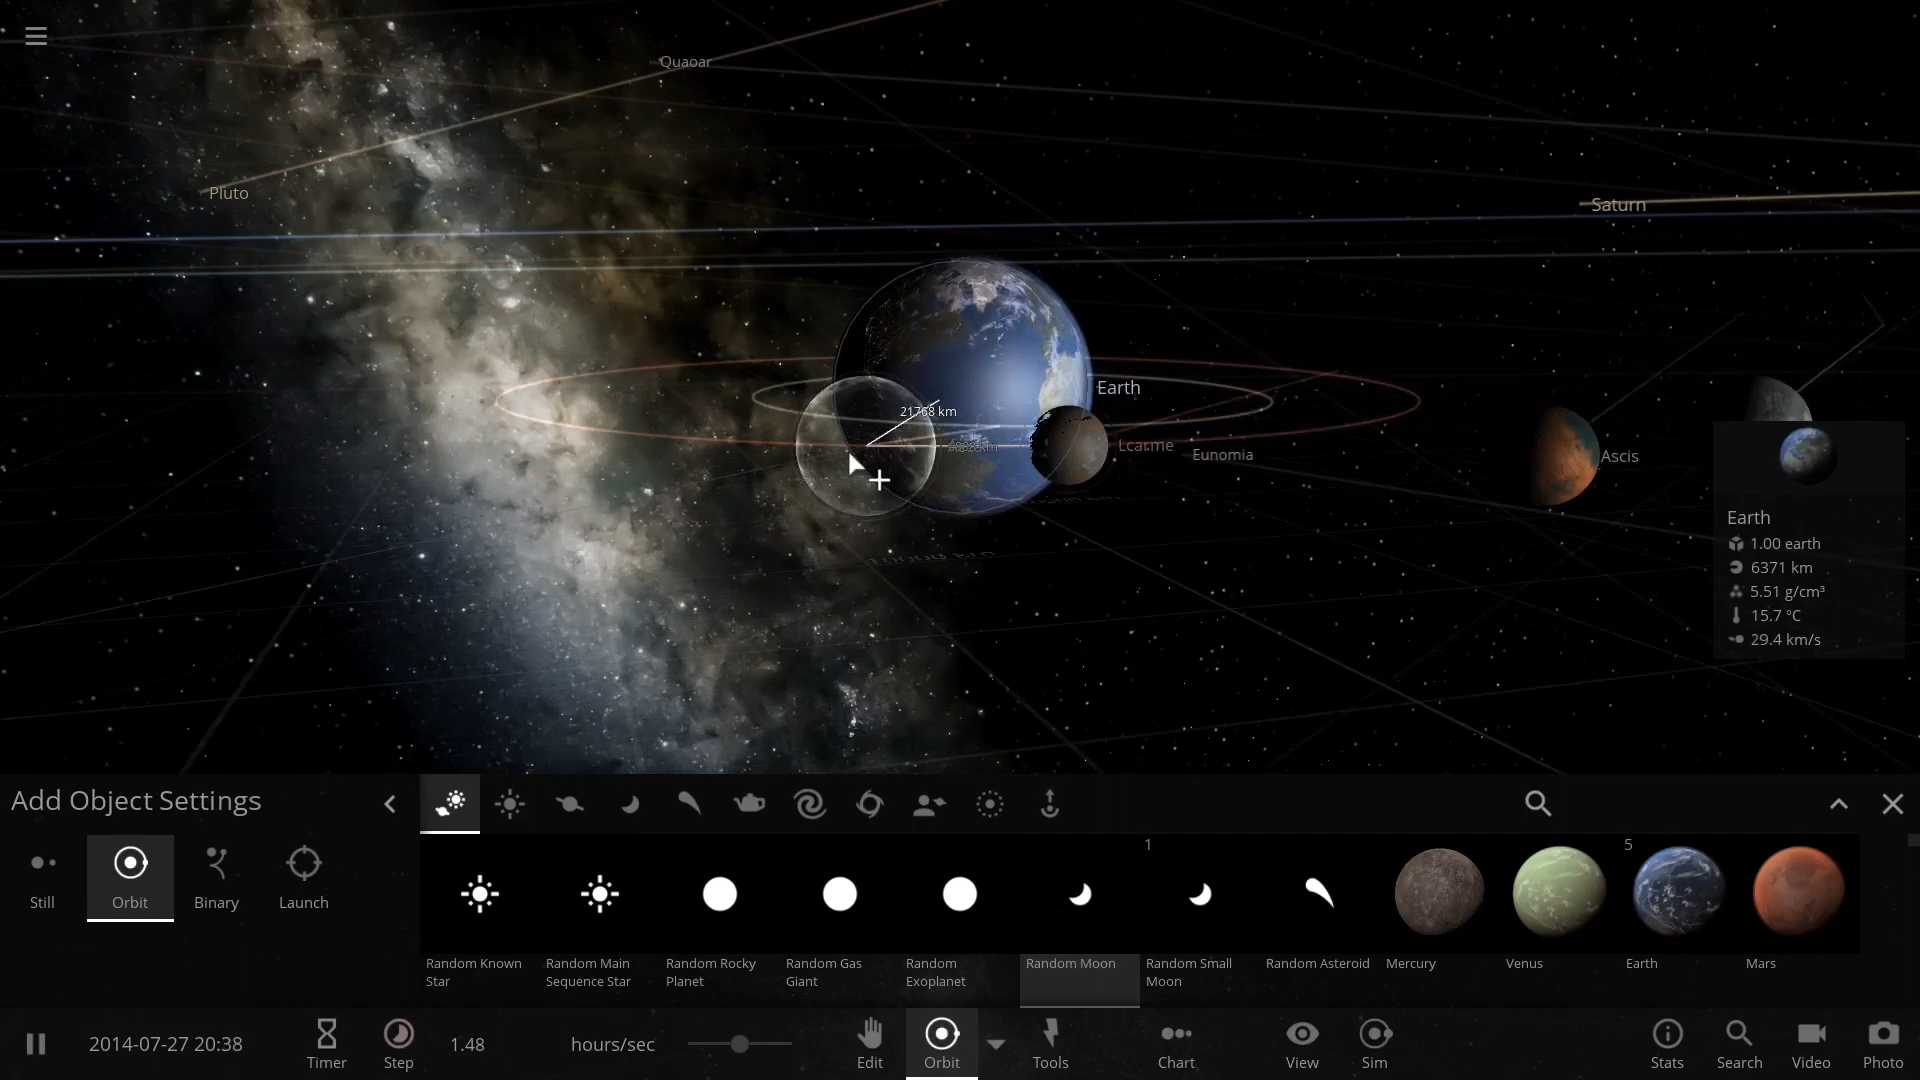 Quaoar
Pluto
Saturn
Earth
21768 km
Lcarme
Eunomia
Ascis
10000 km
Earth
1.00 earth
6371 km
5.51 g/cm³
15.7 °C
29.4 km/s
Add Object Settings
Still
Orbit
Binary
Launch
1
5
Random Known
Star
Random Main
Sequence Star
Random Rocky
Planet
Random Gas
Giant
Random
Exoplanet
Random Moon
Random Small
Moon
Random Asteroid
Mercury
Venus
Earth
Mars
2014-07-27 20:38
Timer
Step
1.48
hours/sec
Edit
Orbit
Tools
Chart
View
Sim
Stats
Search
Video
Photo